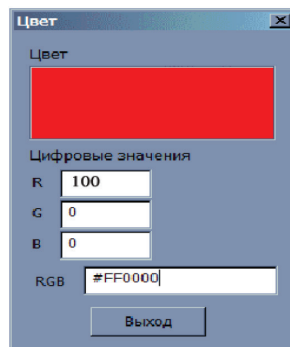 Цвет
Цвет
Цифровые значения
R 100
G 0
B 0
RGB #FF0000
Выход